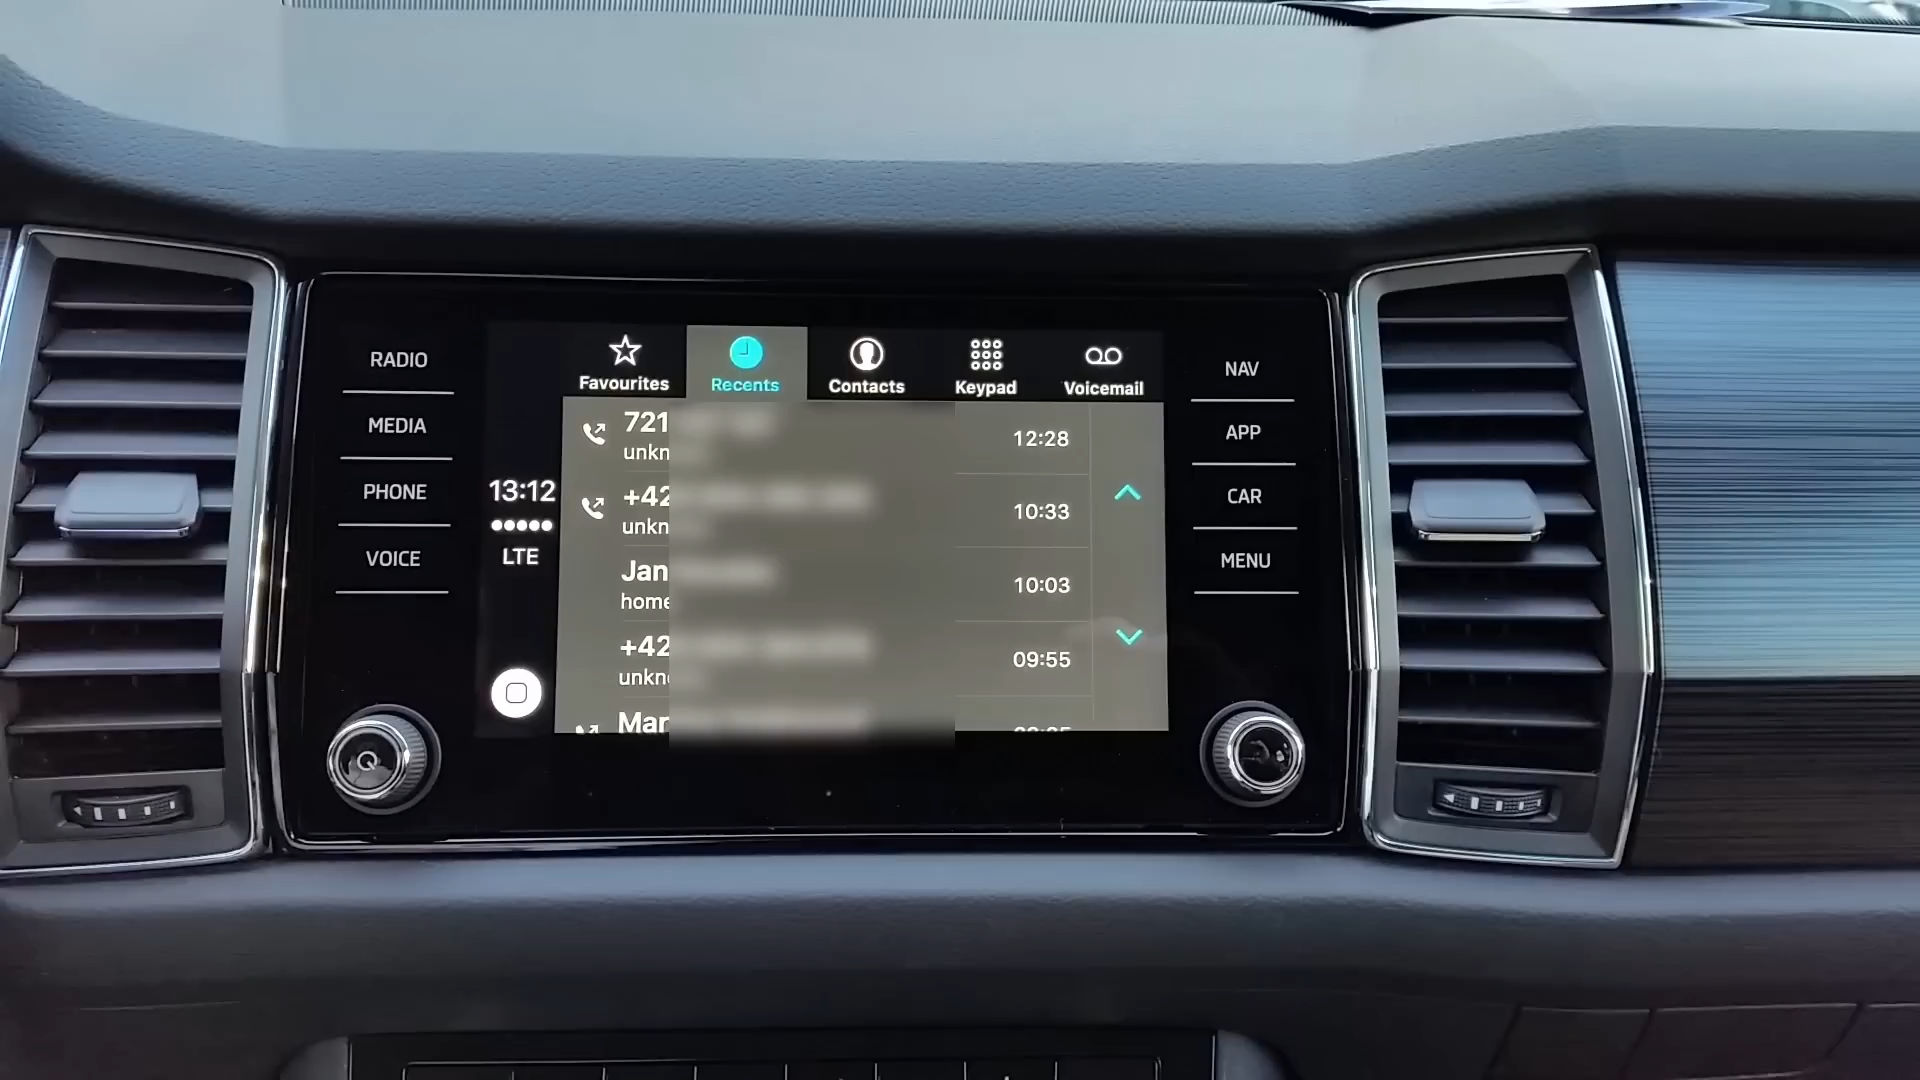 RADIO
MEDIA
PHONE
VOICE
13:12
LTE
Favourites
Recents
Contacts
Keypad
Voicemail
721
12:28
unkn
+42
10:33
unkn
Jan
10:03
home
+42
09:55
unkn
Mar
NAV
APP
CAR
MENU